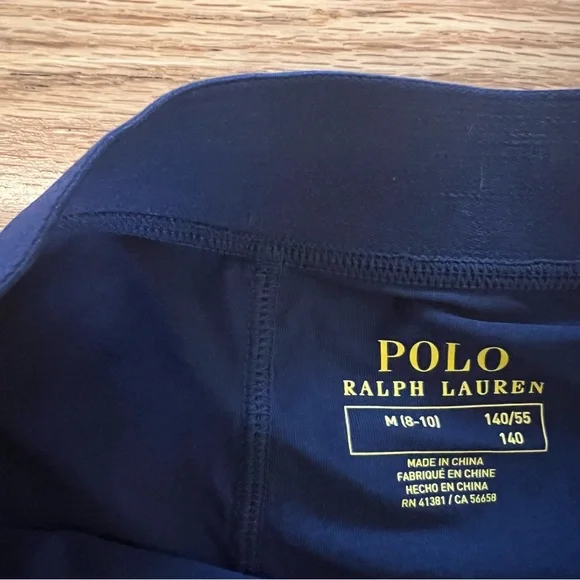 POLO
RALPH LAUREN
M (8-10) 140/55
140
MADE IN CHINA
FABRIQUÉ EN CHINE
HECHO EN CHINA
RN 41381 / CA 56658